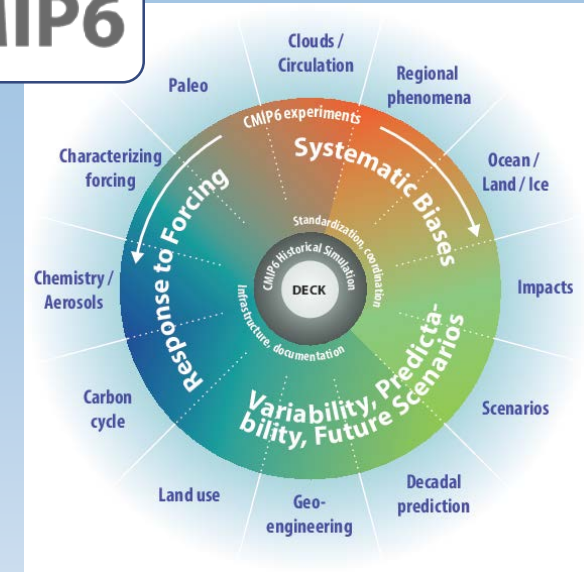 MIP6
Clouds /
Circulation
Regional
phenomena
Ocean /
Land / Ice
Impacts
Scenarios
Decadal
prediction
Geo-
engineering
Land use
Carbon
cycle
Chemistry /
Aerosols
Characterizing
forcing
Paleo
CMIP6 experiments
Systematic Biases
Response to Forcing
Variability, Predicta-
bility, Future Scenarios
Standardization, coordination
Infrastructure, documentation
CMIP6 Historical Simulation
DECK